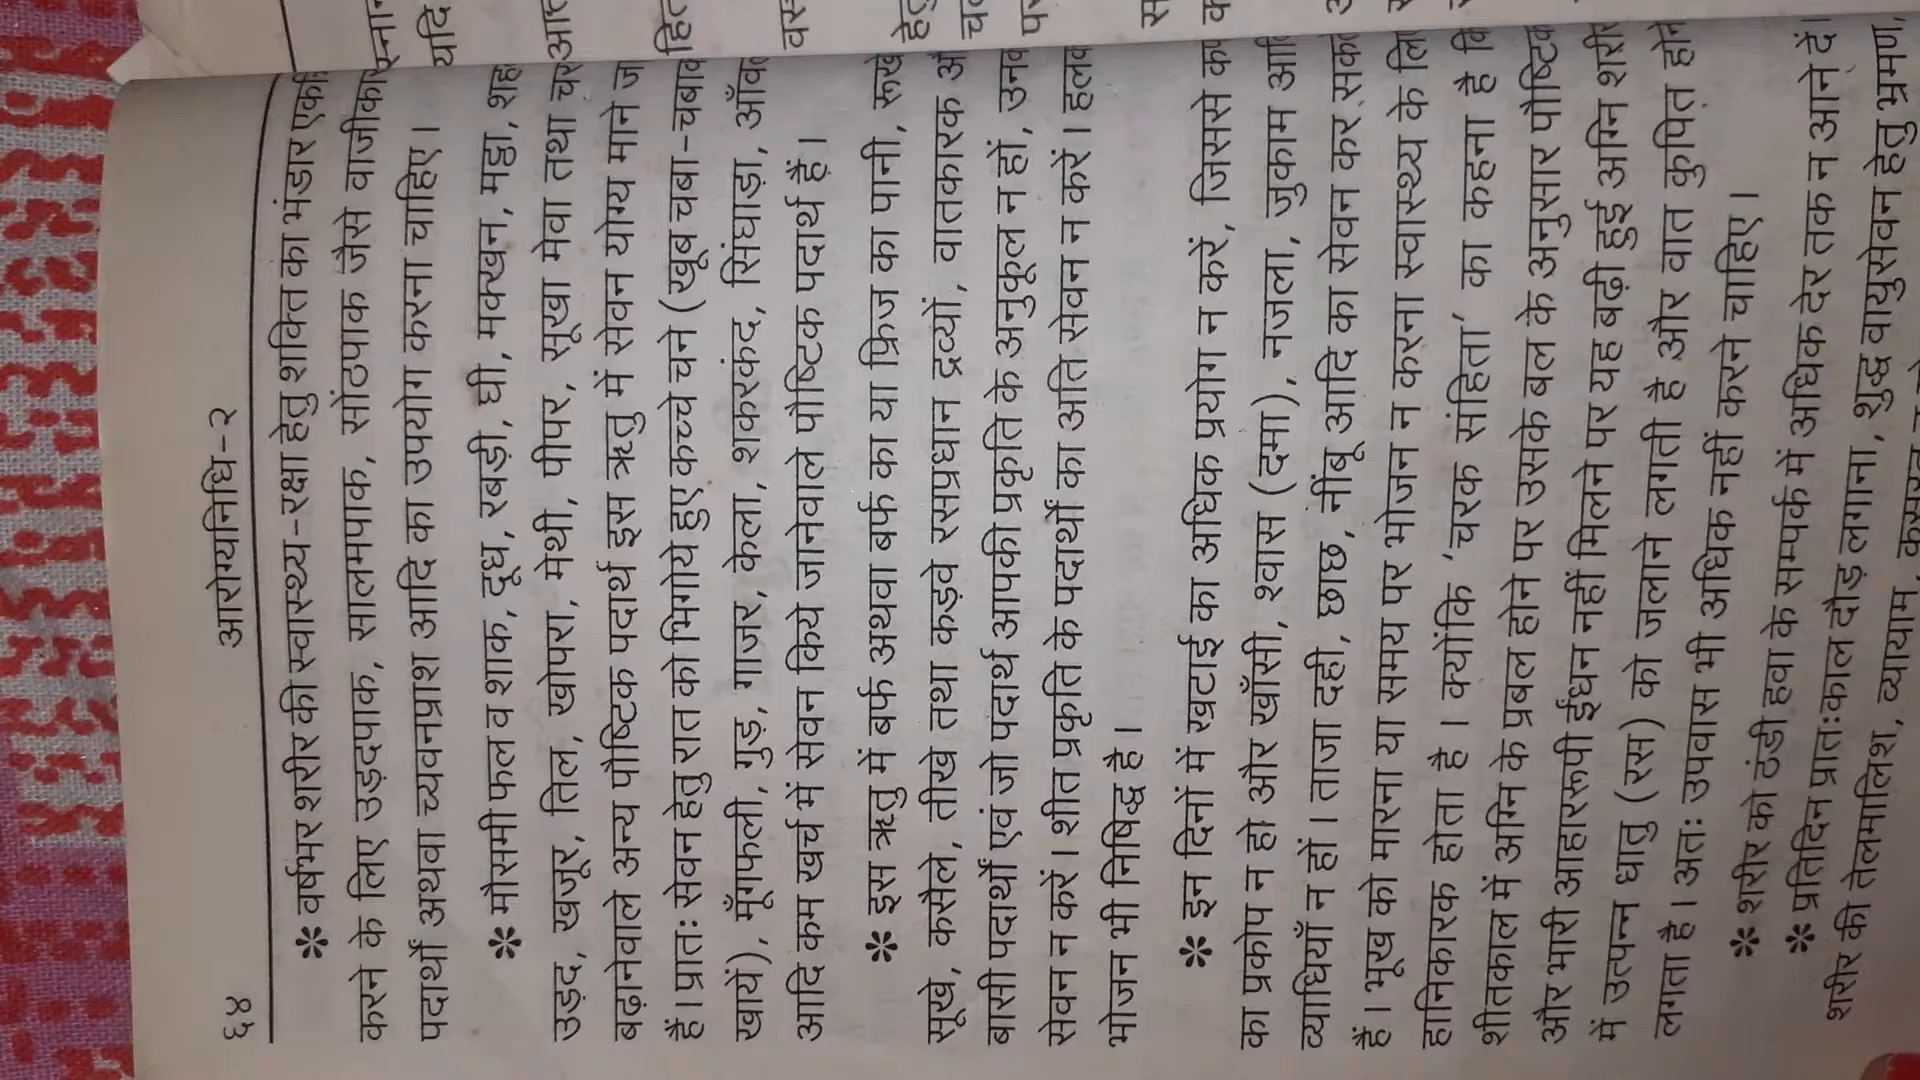 ६४ आरोग्यनिधि-२
* वर्षभर शरीर की स्वास्थ्य-रक्षा हेतु शक्ति का भंडार
करने के लिए उड़दपाक, सालमपाक, सोंठपाक जैसे वाजीकारक
पदार्थों अथवा च्यवनप्राश आदि का उपयोग करना चाहिए ।
* मौसमी फल व शाक, दूध, रबड़ी, घी, मक्खन, मट्ठा,
उड़द, खजूर, तिल, खोपरा, मेथी, पीपर, सूखा मेवा तथा
बढ़ानेवाले अन्य पौष्टिक पदार्थ इस ऋतु में सेवन योग्य माने
हैं । प्रातः सेवन हेतु रात को भिगोये हुए कच्चे चने (खूब चबा-चबाकर
खायें), मूँगफली, गुड़, गाजर, केला, शकरकंद, सिंघाड़ा,
आदि कम खर्च में सेवन किये जानेवाले पौष्टिक पदार्थ हैं ।
* इस ऋतु में बर्फ अथवा बर्फ का या फ्रिज का पानी,
सूखे, कसैले, तीखे तथा कड़वे रसप्रधान द्रव्यों, वातकारक
बासी पदार्थों एवं जो पदार्थ आपकी प्रकृति के अनुकूल न हों,
सेवन न करें । शीत प्रकृति के पदार्थों का अति सेवन न करें ।
भोजन भी निषिद्ध है ।
* इन दिनों में खटाई का अधिक प्रयोग न करें, जिससे
का प्रकोप न हो और खाँसी, श्वास (दमा), नजला, जुकाम
व्याधियाँ न हों । ताजा दही, छाछ, नींबू आदि का सेवन कर
हैं । भूख को मारना या समय पर भोजन न करना स्वास्थ्य के
हानिकारक होता है । क्योंकि 'चरक संहिता' का कहना है
शीतकाल में अग्नि के प्रबल होने पर उसके बल के अनुसार पौष्टिक
और भारी आहाररूपी ईंधन नहीं मिलने पर यह बढ़ी हुई अग्नि शरीर
में उत्पन्न धातु (रस) को जलाने लगती है और वात कुपित
लगता है । अतः उपवास भी अधिक नहीं करने चाहिए ।
* शरीर को ठंडी हवा के सम्पर्क में अधिक देर तक न आने दें ।
* प्रतिदिन प्रातःकाल दौड़ लगाना, शुद्ध वायुसेवन हेतु भ्रमण,
शरीर की तेलमालिश, व्यायाम,